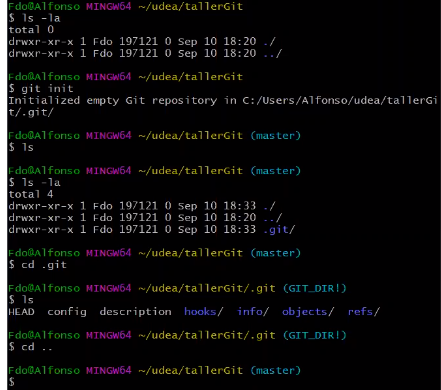 Fdo@Alfonso MINGW64 ~/udea/tallerGit
$ ls -la
total 0
drwxr-xr-x 1 Fdo 197121 0 Sep 10 18:20 ./
drwxr-xr-x 1 Fdo 197121 0 Sep 10 18:20 ../
Fdo@Alfonso MINGW64 ~/udea/tallerGit
$ git init
Initialized empty Git repository in C:/Users/Alfonso/udea/tallerGi
t/.git/
Fdo@Alfonso MINGW64 ~/udea/tallerGit (master)
$ ls
Fdo@Alfonso MINGW64 ~/udea/tallerGit (master)
$ ls -la
total 4
drwxr-xr-x 1 Fdo 197121 0 Sep 10 18:33 ./
drwxr-xr-x 1 Fdo 197121 0 Sep 10 18:20 ../
drwxr-xr-x 1 Fdo 197121 0 Sep 10 18:33 .git/
Fdo@Alfonso MINGW64 ~/udea/tallerGit (master)
$ cd .git
Fdo@Alfonso MINGW64 ~/udea/tallerGit/.git (GIT_DIR!)
$ ls
HEAD  config  description  hooks/  info/  objects/  refs/
Fdo@Alfonso MINGW64 ~/udea/tallerGit/.git (GIT_DIR!)
$ cd ..
Fdo@Alfonso MINGW64 ~/udea/tallerGit (master)
$